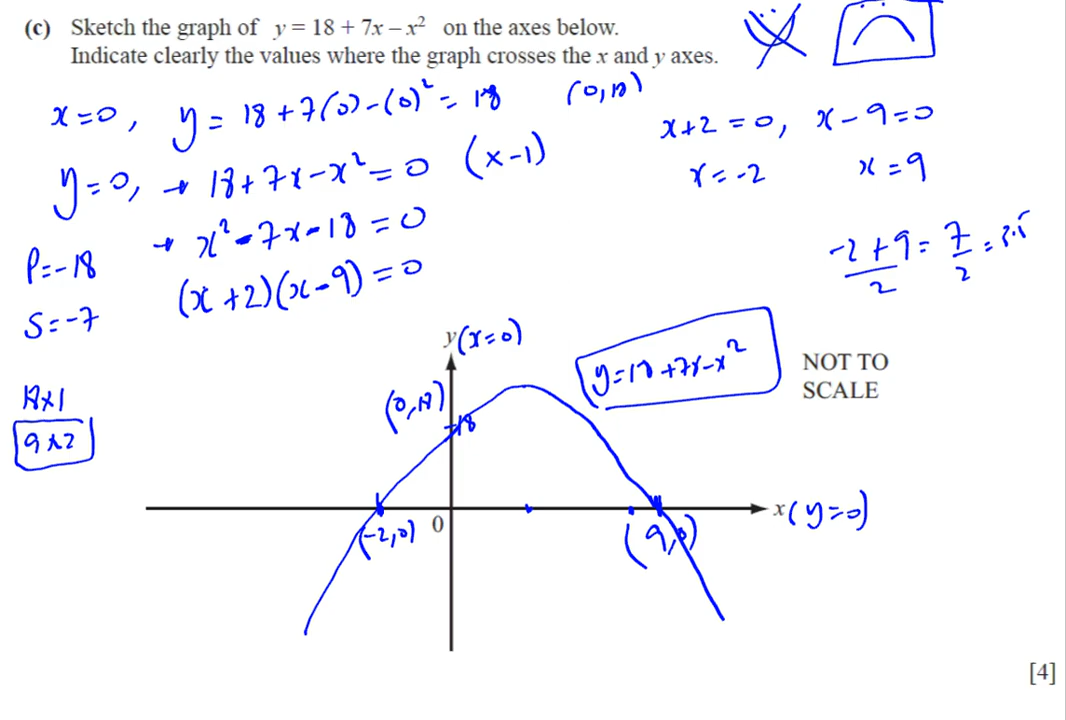 (c) Sketch the graph of y = 18 + 7x – x² on the axes below.
Indicate clearly the values where the graph crosses the x and y axes.
x=0, y = 18+7(0)-(0)² = 18 (0,18)
y=0, → 18+7x-x² = 0 (x-1)
→ x²-7x-18=0
(x+2)(x-9)=0
P=-18
S=-7
18x1
9x2
x+2=0, x-9=0
x=-2 x=9
-2+9/2 = 7/2 = 3.5
y(x=0)
y=18+7x-x²
NOT TO
SCALE
(0,18)
18
0
x(y=0)
(-2,0)
(9,0)
[4]